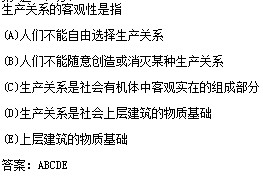 生产关系的客观性是指
(A)人们不能自由选择生产关系
(B)人们不能随意创造或消灭某种生产关系
(C)生产关系是社会有机体中客观实在的组成部分
(D)生产关系是社会上层建筑的物质基础
(E)上层建筑的物质基础
答案：ABCDE